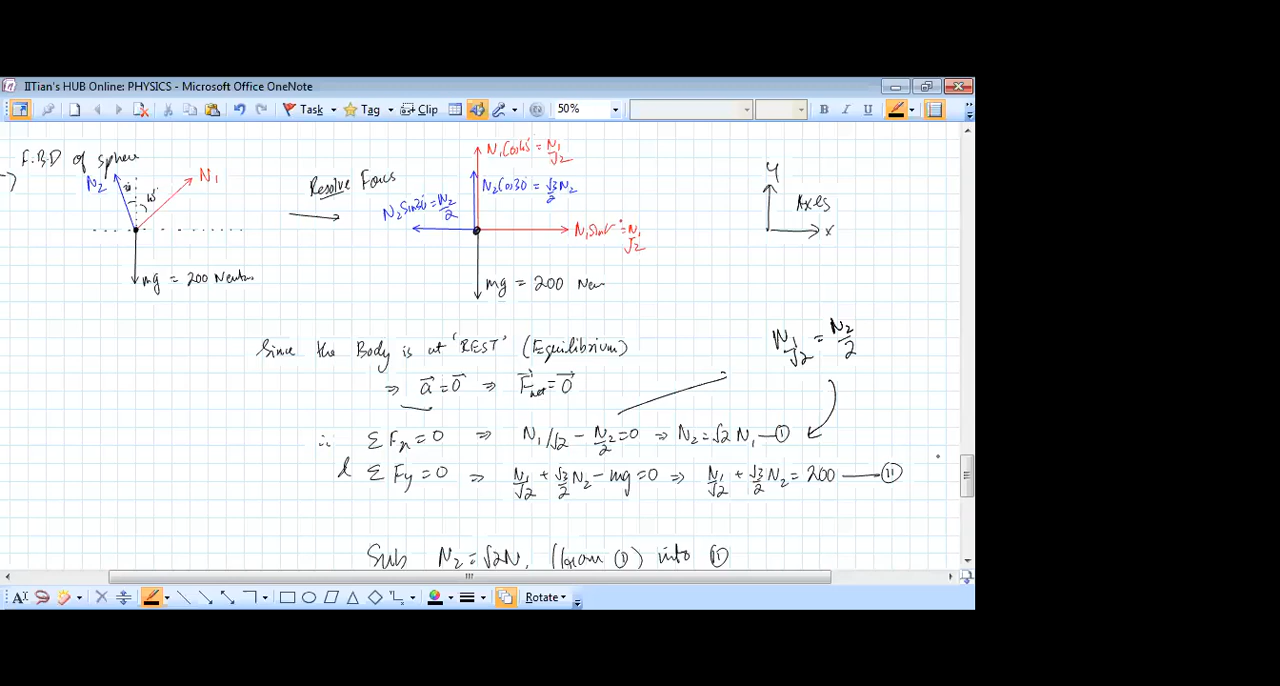 IITian's HUB Online: PHYSICS - Microsoft Office OneNote
Task Tag Clip 50% B I U
F.B.D of sphere
N2 N1
mg = 200
Resolve Forces
N1 Cos45° = N1/√2
N2 Cos30° = √3/2 N2
N2 Sin30° = N2/2
N1 Sin45° = N1/√2
mg = 200
Y
Axes
X
Since the Body is at 'REST' (Equilibrium)
N1/√2 = N2/2
⇒ a⃗ = 0⃗ ⇒ F⃗net = 0⃗
∴ ΣFx = 0 ⇒ N1/√2 - N2/2 = 0 ⇒ N2 = √2 N1 — (I)
& ΣFy = 0 ⇒ N1/√2 + √3/2 N2 - mg = 0 ⇒ N1/√2 + √3/2 N2 = 200 — (II)
Sub N2 = √2N1 (from (I)) into (II)
Rotate